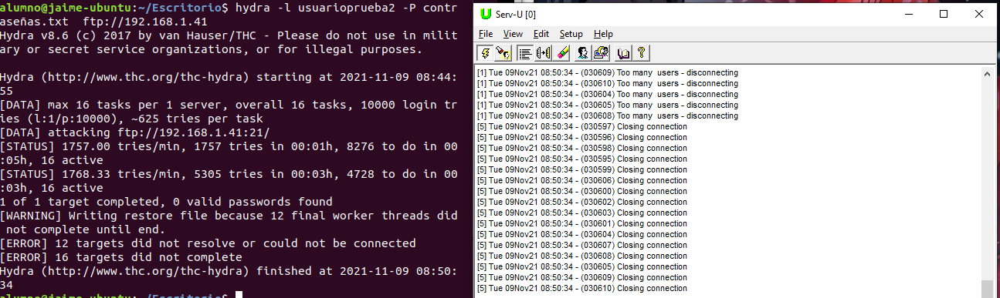 alumno@jaime-ubuntu:~/Escritorio$ hydra -l usuarioprueba2 -P contr
aseñas.txt  ftp://192.168.1.41
Hydra v8.6 (c) 2017 by van Hauser/THC - Please do not use in milit
ary or secret service organizations, or for illegal purposes.
Hydra (http://www.thc.org/thc-hydra) starting at 2021-11-09 08:44:
55
[DATA] max 16 tasks per 1 server, overall 16 tasks, 10000 login tr
ies (l:1/p:10000), ~625 tries per task
[DATA] attacking ftp://192.168.1.41:21/
[STATUS] 1757.00 tries/min, 1757 tries in 00:01h, 8276 to do in 00
:05h, 16 active
[STATUS] 1768.33 tries/min, 5305 tries in 00:03h, 4728 to do in 00
:03h, 16 active
1 of 1 target completed, 0 valid passwords found
[WARNING] Writing restore file because 12 final worker threads did
 not complete until end.
[ERROR] 12 targets did not resolve or could not be connected
[ERROR] 16 targets did not complete
Hydra (http://www.thc.org/thc-hydra) finished at 2021-11-09 08:50:
34
alumno@jaime-ubuntu:~/Escritorio$
U Serv-U [0]
File View Edit Setup Help
[1] Tue 09Nov21 08:50:34 - (030609) Too many  users - disconnecting
[1] Tue 09Nov21 08:50:34 - (030610) Too many  users - disconnecting
[1] Tue 09Nov21 08:50:34 - (030604) Too many  users - disconnecting
[1] Tue 09Nov21 08:50:34 - (030605) Too many  users - disconnecting
[1] Tue 09Nov21 08:50:34 - (030608) Too many  users - disconnecting
[5] Tue 09Nov21 08:50:34 - (030597) Closing connection
[5] Tue 09Nov21 08:50:34 - (030596) Closing connection
[5] Tue 09Nov21 08:50:34 - (030598) Closing connection
[5] Tue 09Nov21 08:50:34 - (030595) Closing connection
[5] Tue 09Nov21 08:50:34 - (030599) Closing connection
[5] Tue 09Nov21 08:50:34 - (030606) Closing connection
[5] Tue 09Nov21 08:50:34 - (030600) Closing connection
[5] Tue 09Nov21 08:50:34 - (030602) Closing connection
[5] Tue 09Nov21 08:50:34 - (030603) Closing connection
[5] Tue 09Nov21 08:50:34 - (030601) Closing connection
[5] Tue 09Nov21 08:50:34 - (030604) Closing connection
[5] Tue 09Nov21 08:50:34 - (030607) Closing connection
[5] Tue 09Nov21 08:50:34 - (030608) Closing connection
[5] Tue 09Nov21 08:50:34 - (030605) Closing connection
[5] Tue 09Nov21 08:50:34 - (030609) Closing connection
[5] Tue 09Nov21 08:50:34 - (030610) Closing connection